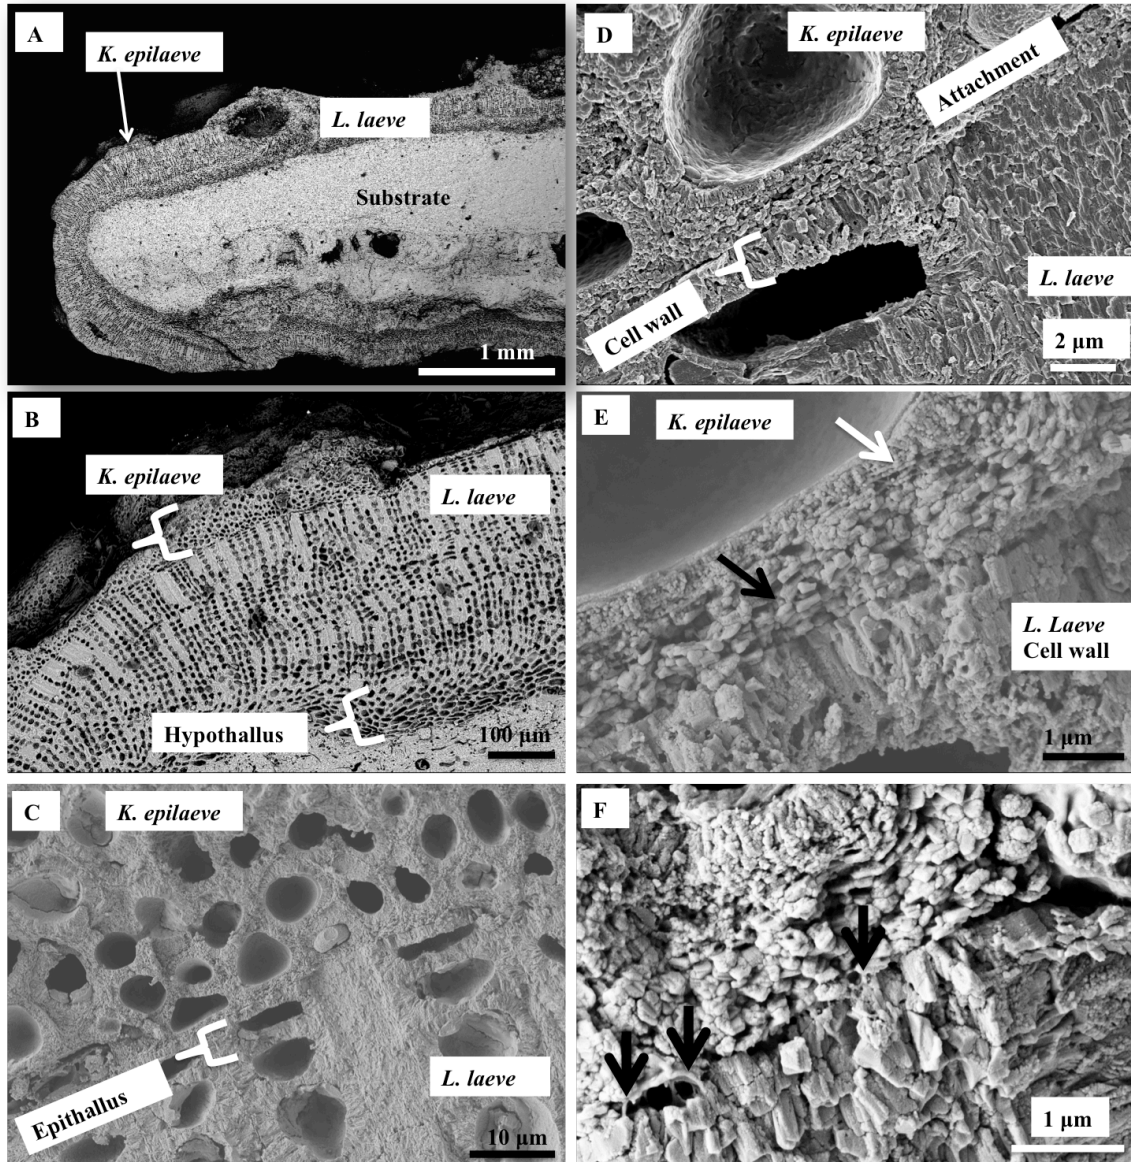 A
K. epilaeve
L. laeve
Substrate
1 mm
B
K. epilaeve
L. laeve
Hypothallus
100 µm
C
K. epilaeve
Epithallus
L. laeve
10 µm
D
K. epilaeve
Attachment
Cell wall
L. laeve
2 µm
E
K. epilaeve
L. Laeve
Cell wall
1 µm
F
1 µm